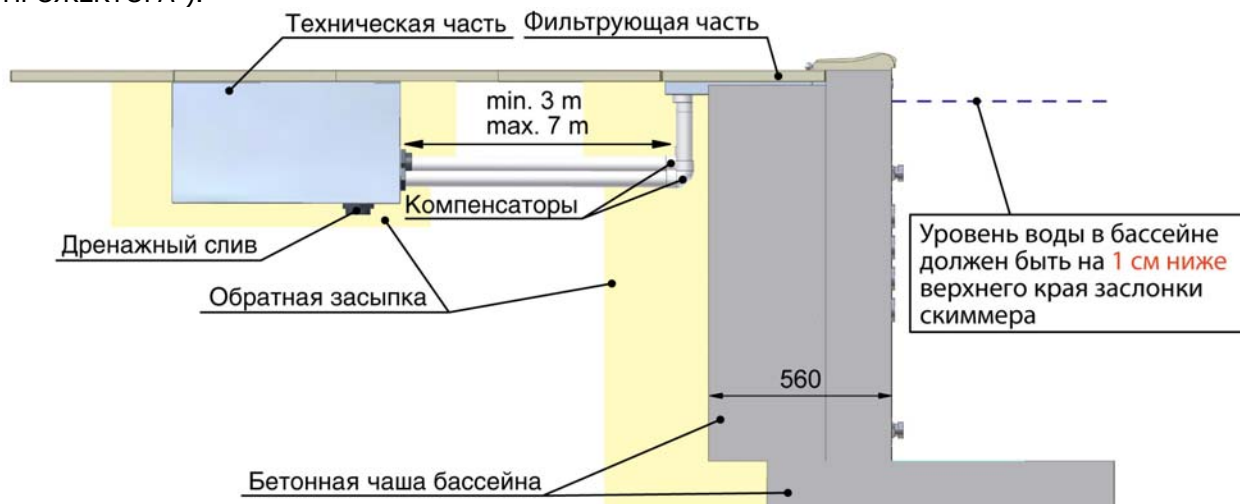 ПРОЖЕКТОРА").
Техническая часть
Фильтрующая часть
min. 3 m
max. 7 m
Компенсаторы
Дренажный слив
Обратная засыпка
Уровень воды в бассейне
должен быть на 1 см ниже
верхнего края заслонки
скиммера
560
Бетонная чаша бассейна